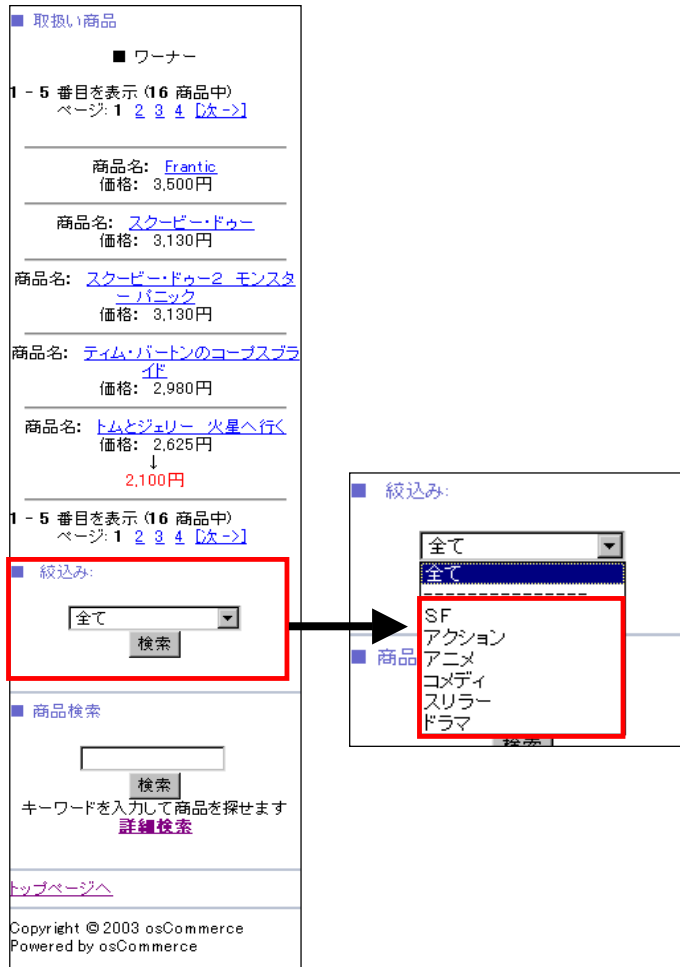 ■ 取扱い商品
■ ワーナー
1 - 5 番目を表示 (16 商品中)
ページ: 1 2 3 4 [次->]
商品名: Frantic
価格: 3,500円
商品名: スクービー・ドゥー
価格: 3,130円
商品名: スクービー・ドゥー2 モンスタ
ー パニック
価格: 3,130円
商品名: ティム・バートンのコープスブラ
イド
価格: 2,980円
商品名: トムとジェリー 火星へ行く
価格: 2,625円
↓
2,100円
1 - 5 番目を表示 (16 商品中)
ページ: 1 2 3 4 [次->]
■ 絞込み:
全て
検索
■ 商品検索
検索
キーワードを入力して商品を探せます
詳細検索
トップページへ
Copyright © 2003 osCommerce
Powered by osCommerce
■ 絞込み:
全て
全て
---------------
SF
アクション
■ 商品
アニメ
コメディ
スリラー
ドラマ
検索